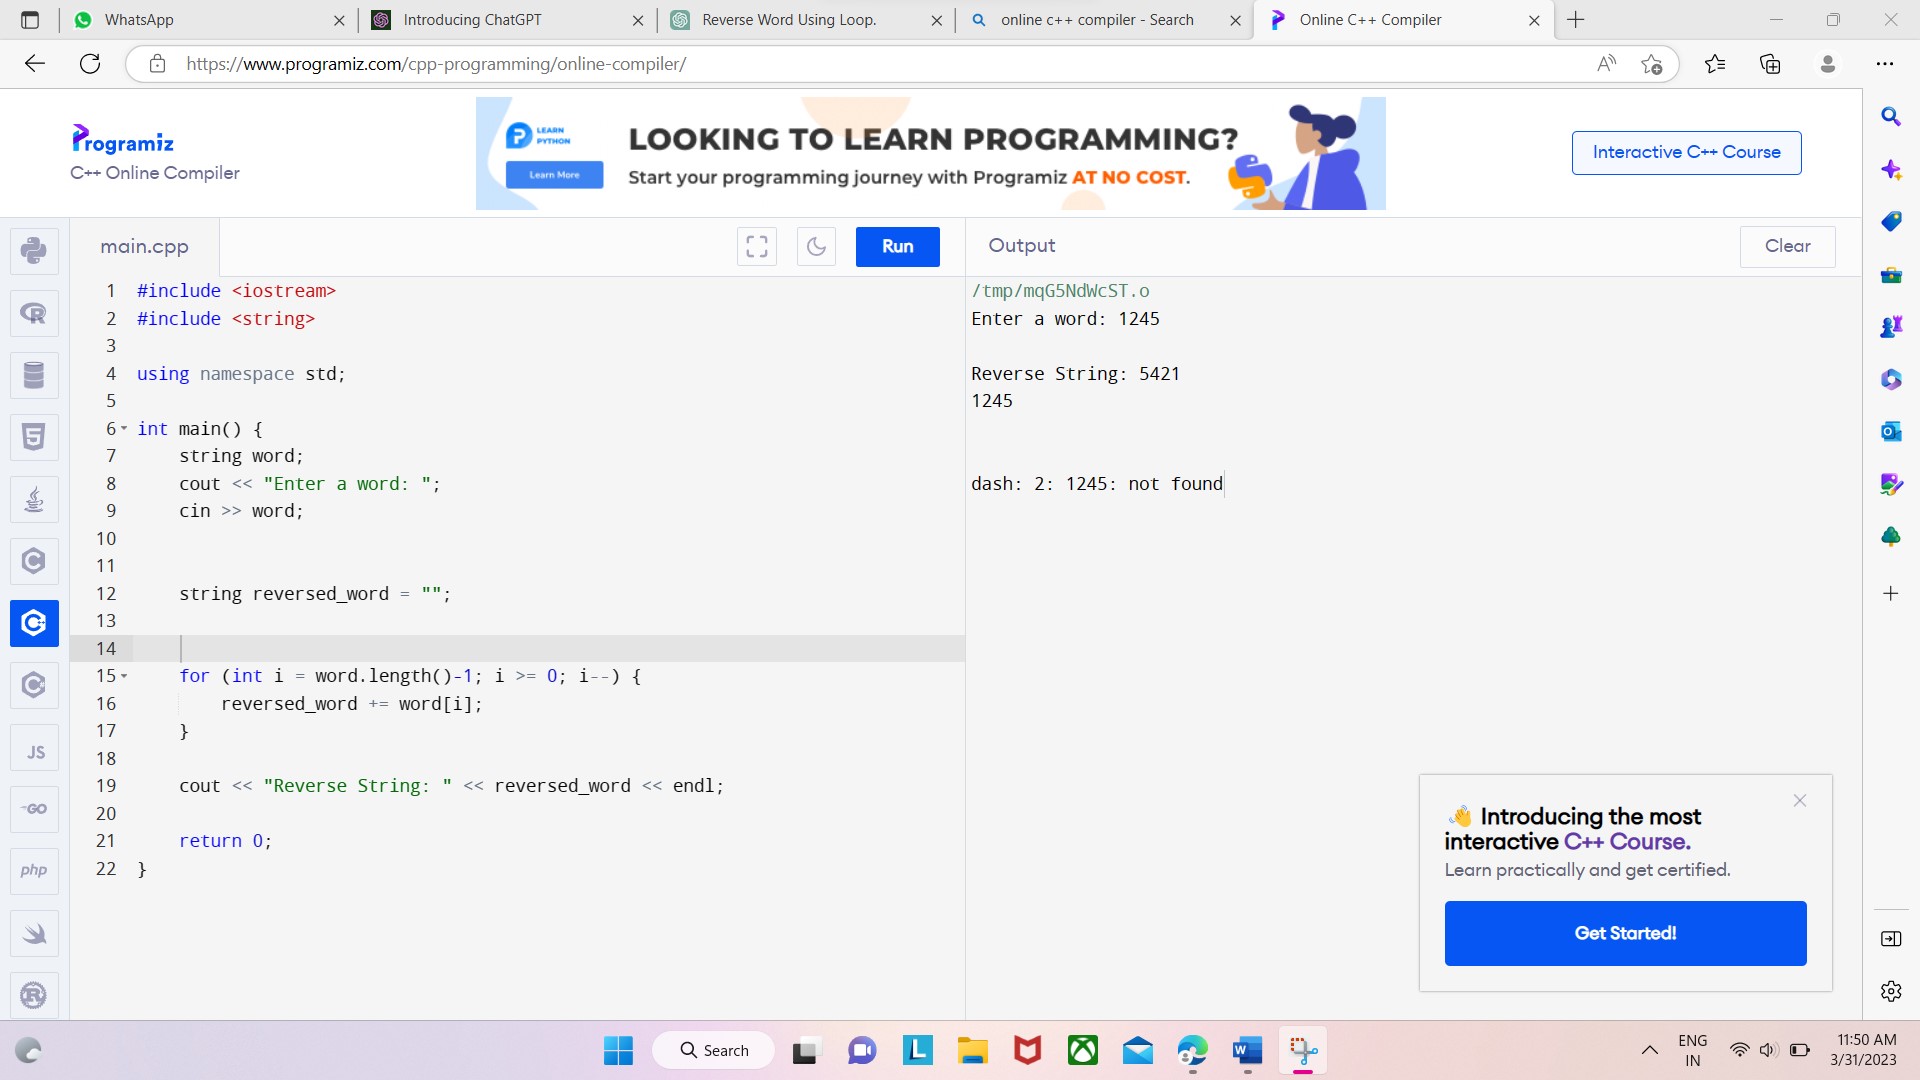 WhatsApp
Introducing ChatGPT
Reverse Word Using Loop.
online c++ compiler - Search
Online C++ Compiler
https://www.programiz.com/cpp-programming/online-compiler/
Programiz
C++ Online Compiler
LEARN
PYTHON
Learn More
LOOKING TO LEARN PROGRAMMING?
Start your programming journey with Programiz AT NO COST.
Interactive C++ Course
main.cpp
Run
Output
Clear
1 #include <iostream>
2 #include <string>
3
4 using namespace std;
5
6 int main() {
7 string word;
8 cout << "Enter a word: ";
9 cin >> word;
10
11
12 string reversed_word = "";
13
14
15 for (int i = word.length()-1; i >= 0; i--) {
16 reversed_word += word[i];
17 }
18
19 cout << "Reverse String: " << reversed_word << endl;
20
21 return 0;
22 }
/tmp/mqG5NdWcST.o
Enter a word: 1245
Reverse String: 5421
1245
dash: 2: 1245: not found
JS
GO
php
👋 Introducing the most
interactive C++ Course.
Learn practically and get certified.
Get Started!
Search
ENG
IN
11:50 AM
3/31/2023